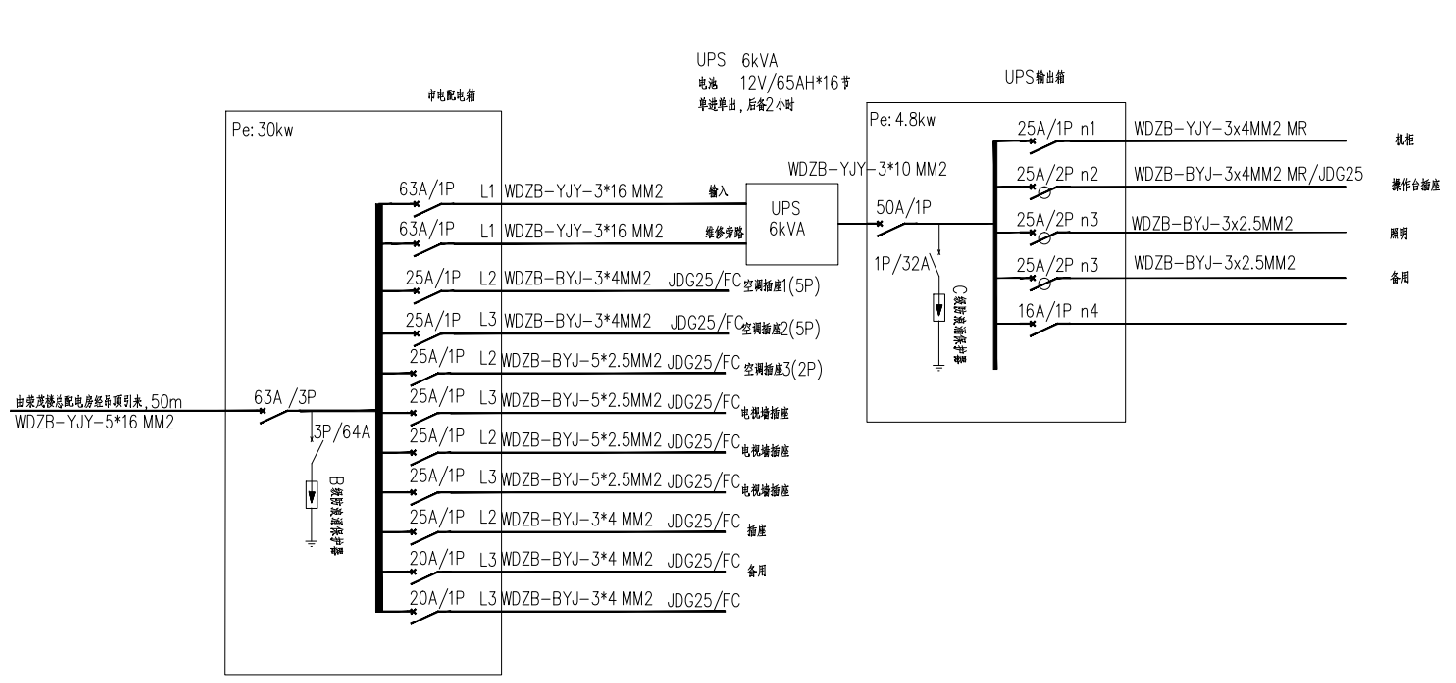 UPS 6kVA
电池 12V/65AH*16节
单进单出，后备2小时
UPS输出箱
市电配电箱
Pe: 30kw
Pe: 4.8kw
WDZB-YJY-3*10 MM2
63A/1P L1 WDZB-YJY-3*16 MM2 输入
63A/1P L1 WDZB-YJY-3*16 MM2 维修步路
UPS
6kVA
50A/1P
1P/32A
C级防浪涌保护器
25A/1P n1 WDZB-YJY-3x4MM2 MR 机柜
25A/2P n2 WDZB-BYJ-3x4MM2 MR/JDG25 操作台插座
25A/2P n3 WDZB-BYJ-3x2.5MM2 照明
25A/2P n3 WDZB-BYJ-3x2.5MM2 备用
16A/1P n4
25A/1P L2 WDZB-BYJ-3*4MM2 JDG25/FC 空调插座1(5P)
25A/1P L3 WDZB-BYJ-3*4MM2 JDG25/FC 空调插座2(5P)
25A/1P L2 WDZB-BYJ-5*2.5MM2 JDG25/FC 空调插座3(2P)
25A/1P L3 WDZB-BYJ-5*2.5MM2 JDG25/FC 电视墙插座
25A/1P L2 WDZB-BYJ-5*2.5MM2 JDG25/FC 电视墙插座
25A/1P L3 WDZB-BYJ-5*2.5MM2 JDG25/FC 电视墙插座
25A/1P L2 WDZB-BYJ-3*4 MM2 JDG25/FC 插座
20A/1P L3 WDZB-BYJ-3*4 MM2 JDG25/FC 备用
20A/1P L3 WDZB-BYJ-3*4 MM2 JDG25/FC
由荣茂楼总配电房经吊顶引来，50m
WDZB-YJY-5*16 MM2
63A /3P
3P/64A
B级防浪涌保护器